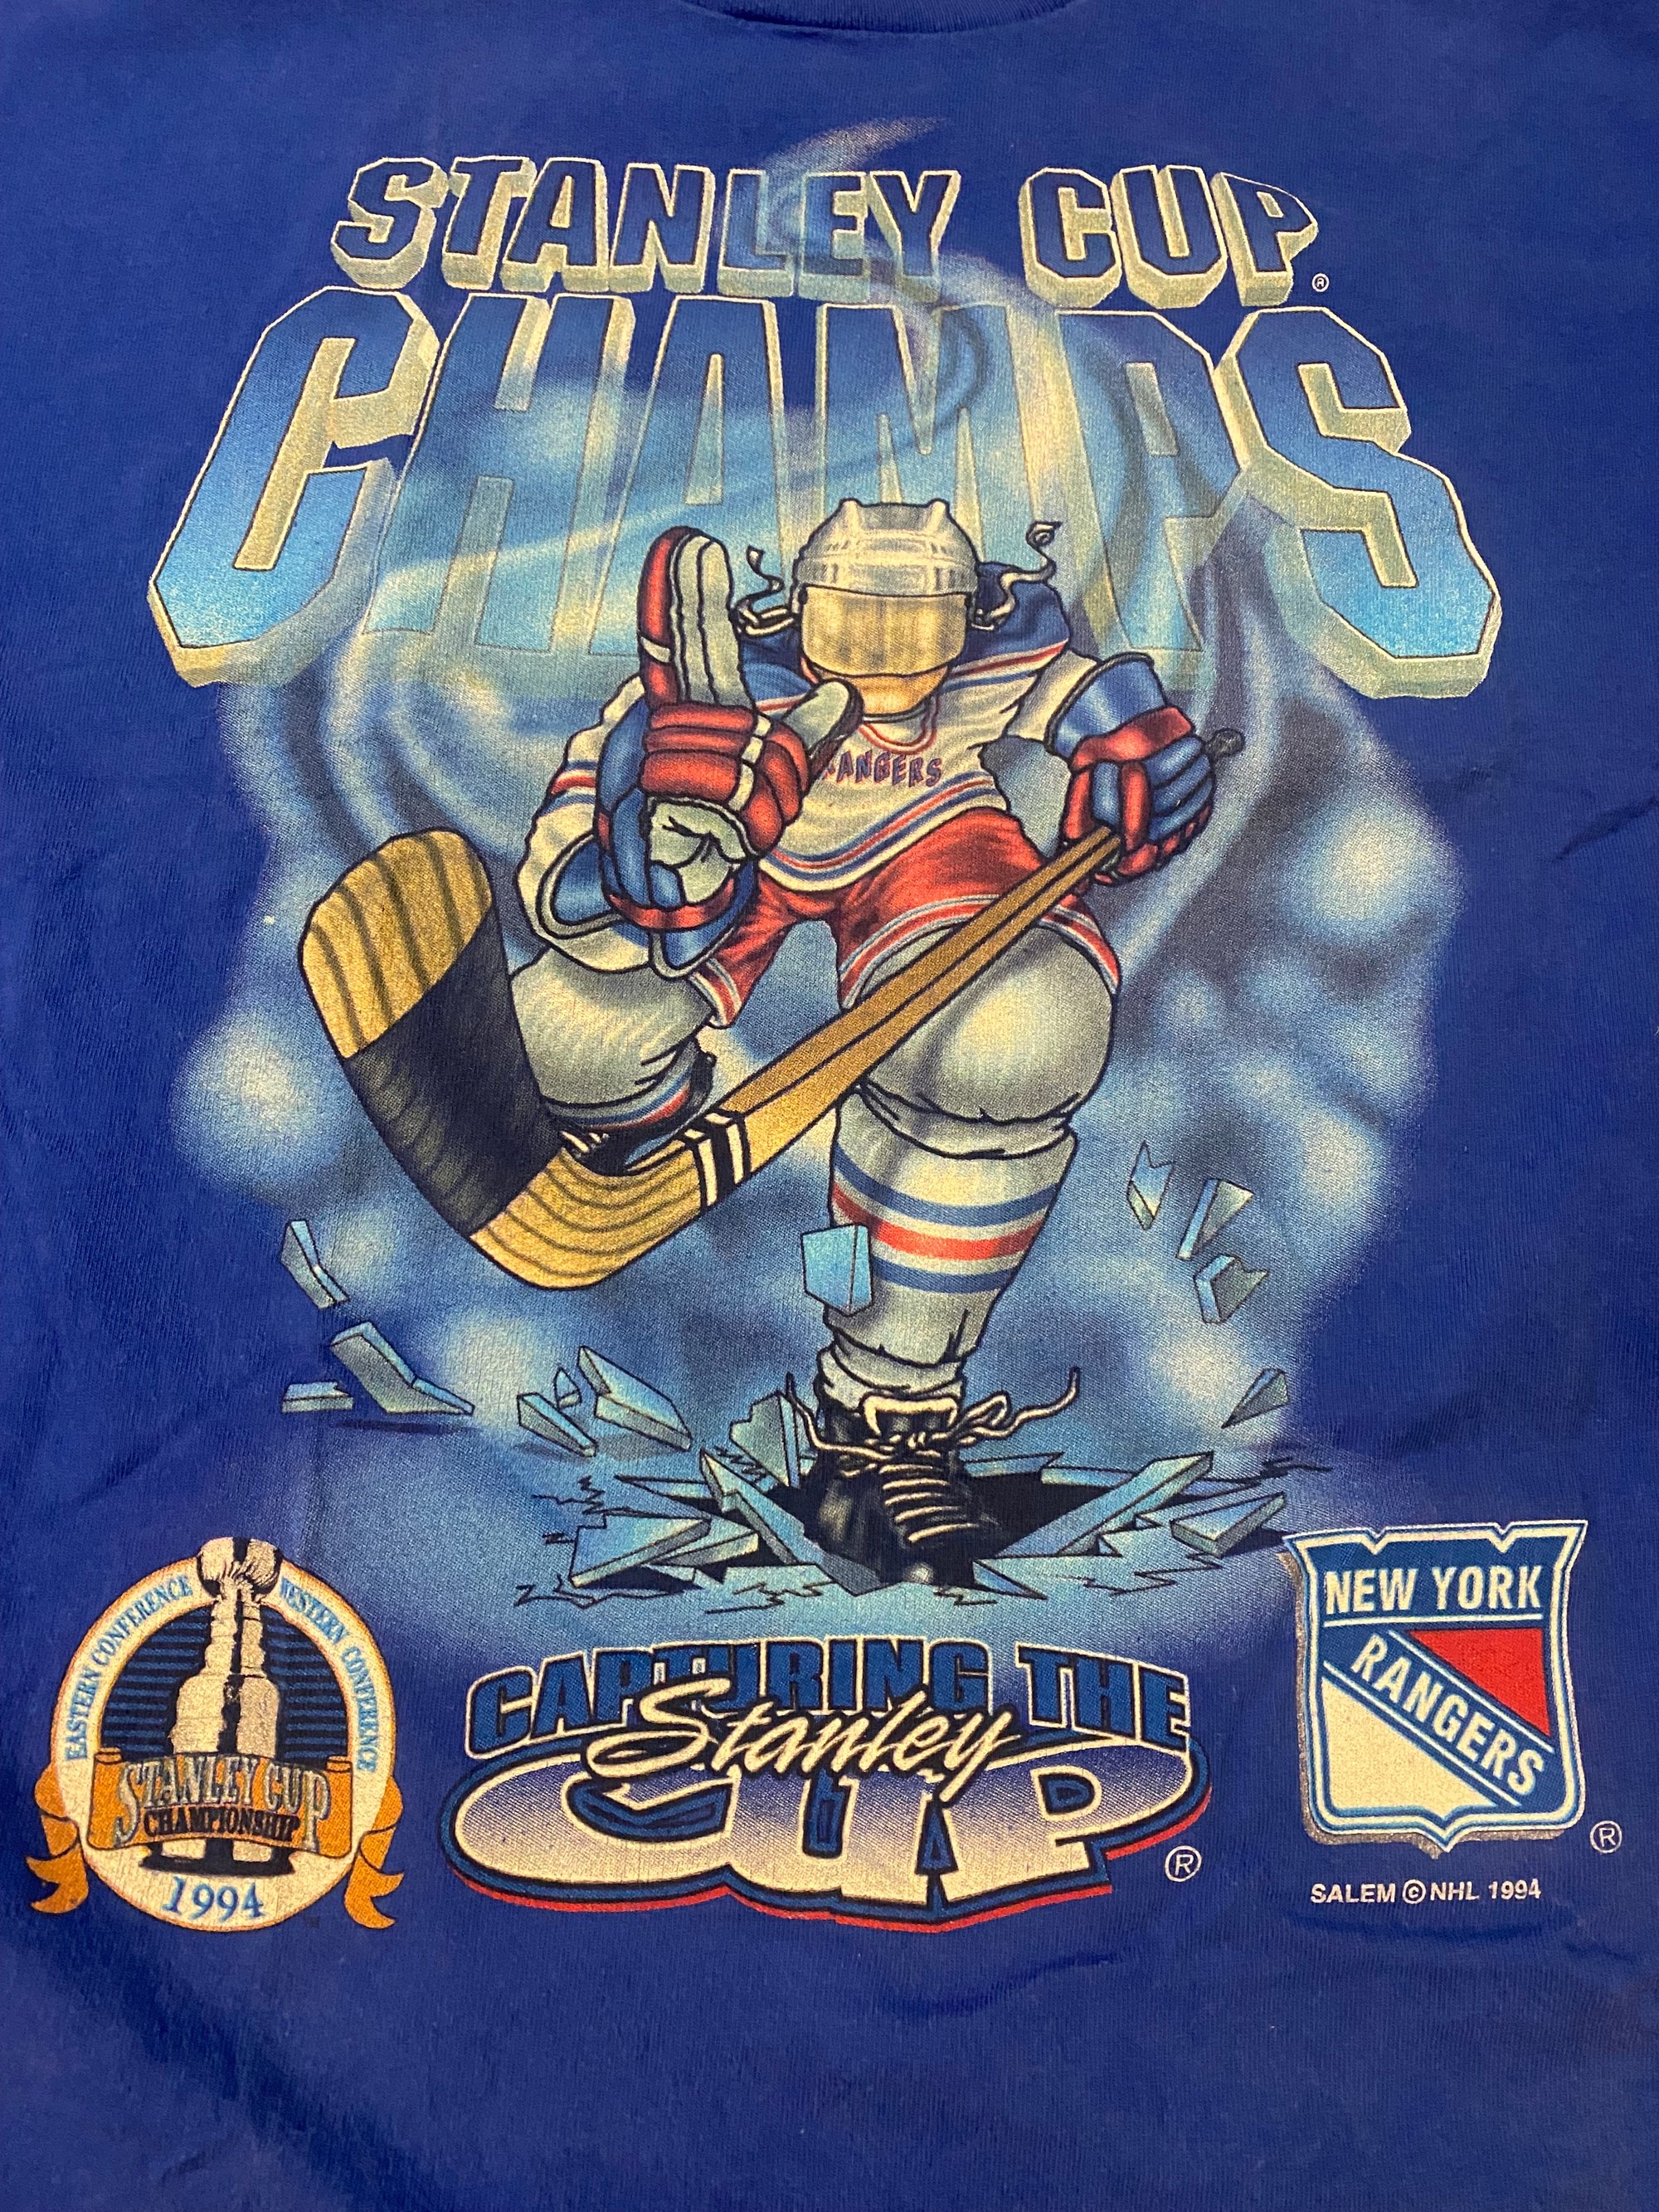 STANLEY CUP®
CHAMPS
RANGERS
EASTERN CONFERENCE WESTERN CONFERENCE
STANLEY CUP
CHAMPIONSHIP
1994
TM
CAPTURING THE
Stanley
CUP®
NEW YORK
RANGERS
®
SALEM © NHL 1994